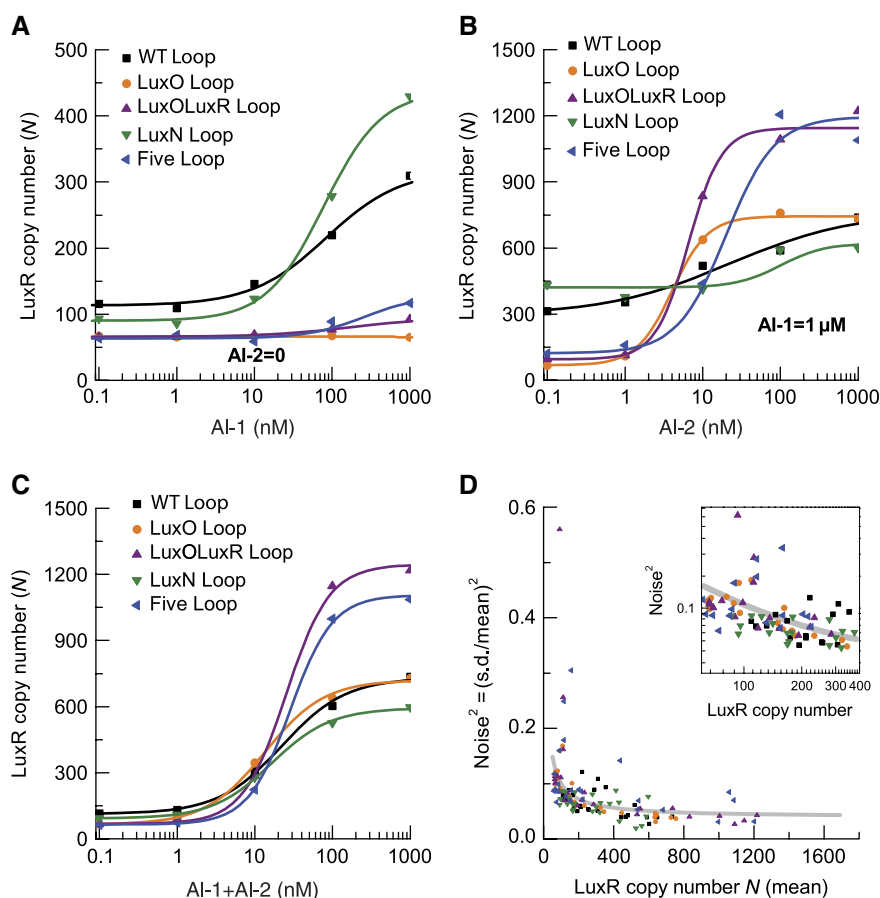 A
500
400
300
200
100
0
LuxR copy number (N)
WT Loop
LuxO Loop
LuxOLuxR Loop
LuxN Loop
Five Loop
AI-2=0
0.1 1 10 100 1000
AI-1 (nM)
B
1500
1200
900
600
300
0
LuxR copy number (N)
WT Loop
LuxO Loop
LuxOLuxR Loop
LuxN Loop
Five Loop
AI-1=1 µM
0.1 1 10 100 1000
AI-2 (nM)
C
1500
1200
900
600
300
0
LuxR copy number (N)
WT Loop
LuxO Loop
LuxOLuxR Loop
LuxN Loop
Five Loop
0.1 1 10 100 1000
AI-1+AI-2 (nM)
D
0.6
0.4
0.2
0.0
Noise² = (s.d./mean)²
0 400 800 1200 1600
LuxR copy number N (mean)
Noise²
0.1
100 200 300 400
LuxR copy number